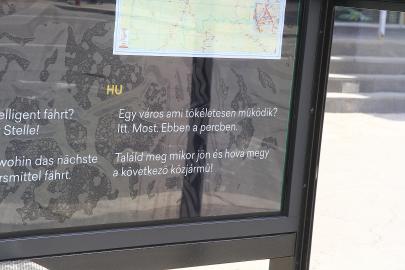 elligent fährt?
Stelle!
wohin das nächste
rsmittel fährt.
HU
Egy város ami tökéletesen működik?
Itt. Most. Ebben a percben.
Találd meg mikor jön és hova megy
a következő közjármű!